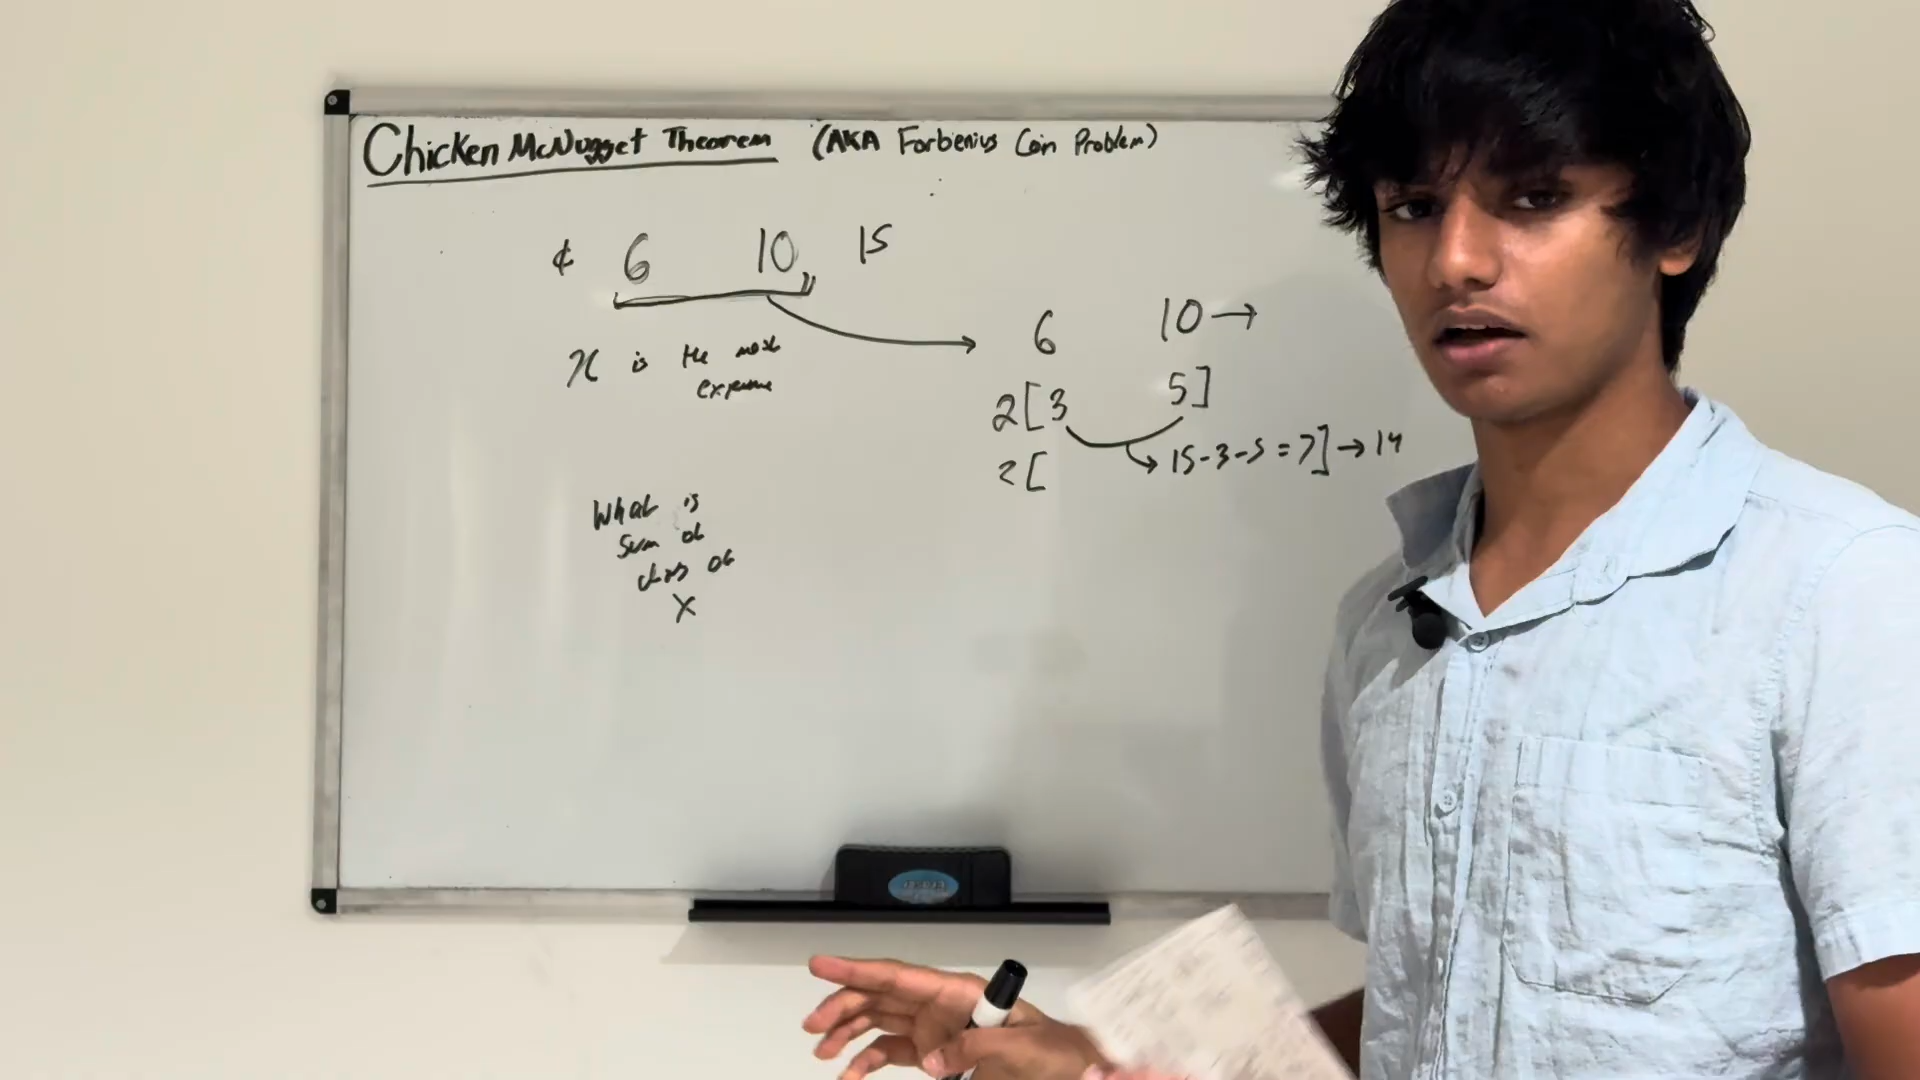 Chicken McNugget Theorem (AKA Forbenius Coin Problem)
¢ 6 10 15
x is the most
expensive
6 10 →
2[3 5]
→ 15-3-5=7] → 14
2[
What is
sum of
of
x